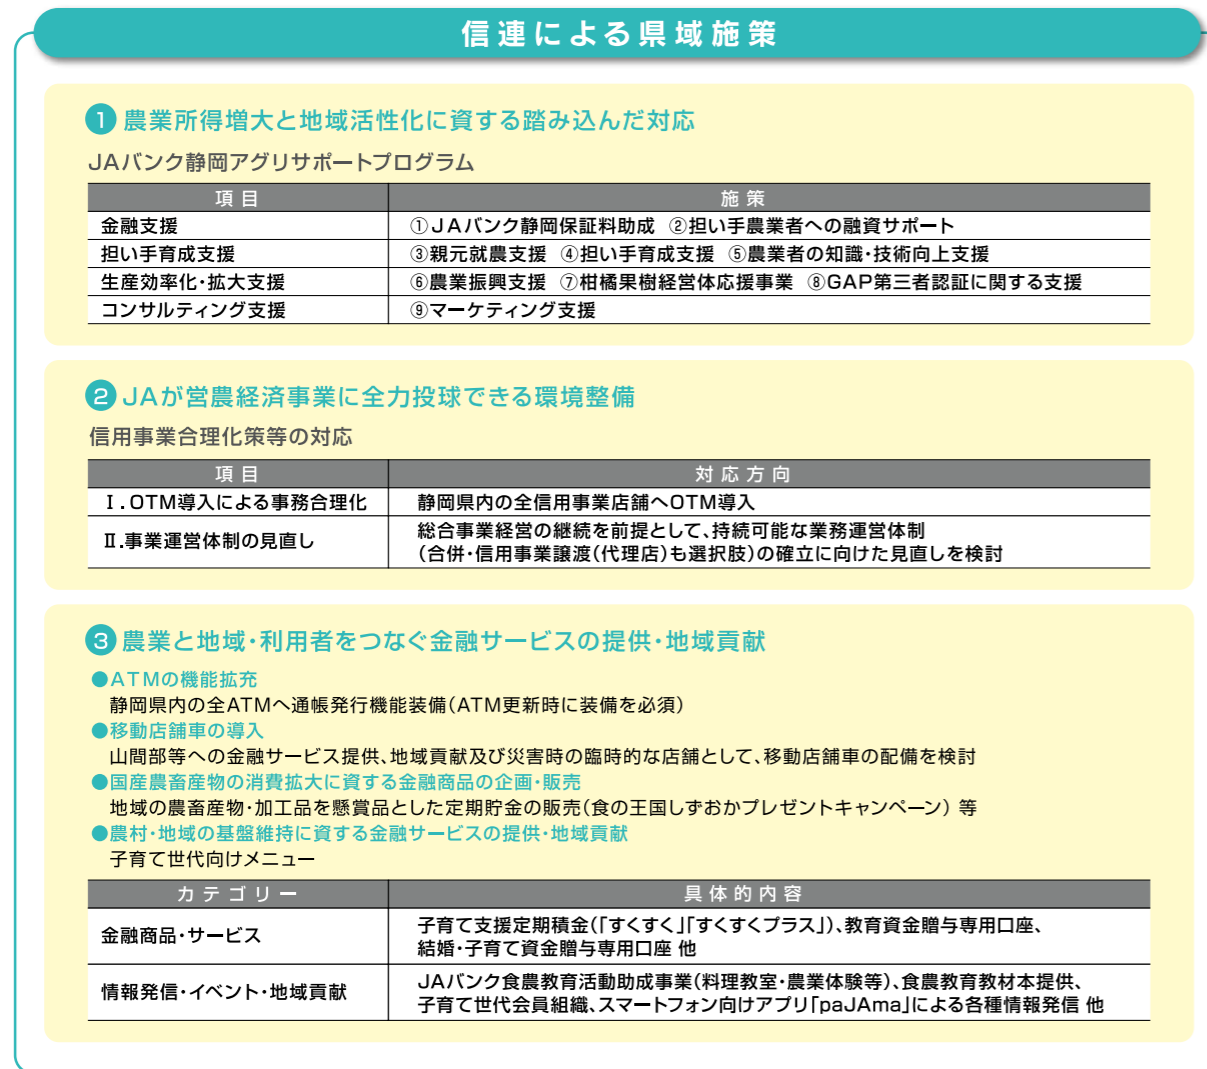 信連による県域施策
1 農業所得増大と地域活性化に資する踏み込んだ対応
JAバンク静岡アグリサポートプログラム
項目 施策
金融支援 ①JAバンク静岡保証料助成 ②担い手農業者への融資サポート
担い手育成支援 ③親元就農支援 ④担い手育成支援 ⑤農業者の知識・技術向上支援
生産効率化・拡大支援 ⑥農業振興支援 ⑦柑橘果樹経営体応援事業 ⑧GAP第三者認証に関する支援
コンサルティング支援 ⑨マーケティング支援
2 JAが営農経済事業に全力投球できる環境整備
信用事業合理化策等の対応
項目 対応方向
Ⅰ.OTM導入による事務合理化 静岡県内の全信用事業店舗へOTM導入
Ⅱ.事業運営体制の見直し 総合事業経営の継続を前提として、持続可能な業務運営体制
(合併・信用事業譲渡(代理店)も選択肢)の確立に向けた見直しを検討
3 農業と地域・利用者をつなぐ金融サービスの提供・地域貢献
●ATMの機能拡充
静岡県内の全ATMへ通帳発行機能装備(ATM更新時に装備を必須)
●移動店舗車の導入
山間部等への金融サービス提供、地域貢献及び災害時の臨時的な店舗として、移動店舗車の配備を検討
●国産農畜産物の消費拡大に資する金融商品の企画・販売
地域の農畜産物・加工品を懸賞品とした定期貯金の販売(食の王国しずおかプレゼントキャンペーン) 等
●農村・地域の基盤維持に資する金融サービスの提供・地域貢献
子育て世代向けメニュー
カテゴリー 具体的内容
金融商品・サービス 子育て支援定期積金(「すくすく」「すくすくプラス」)、教育資金贈与専用口座、
結婚・子育て資金贈与専用口座 他
情報発信・イベント・地域貢献 JAバンク食農教育活動助成事業(料理教室・農業体験等)、食農教育教材本提供、
子育て世代会員組織、スマートフォン向けアプリ「paJAma」による各種情報発信 他